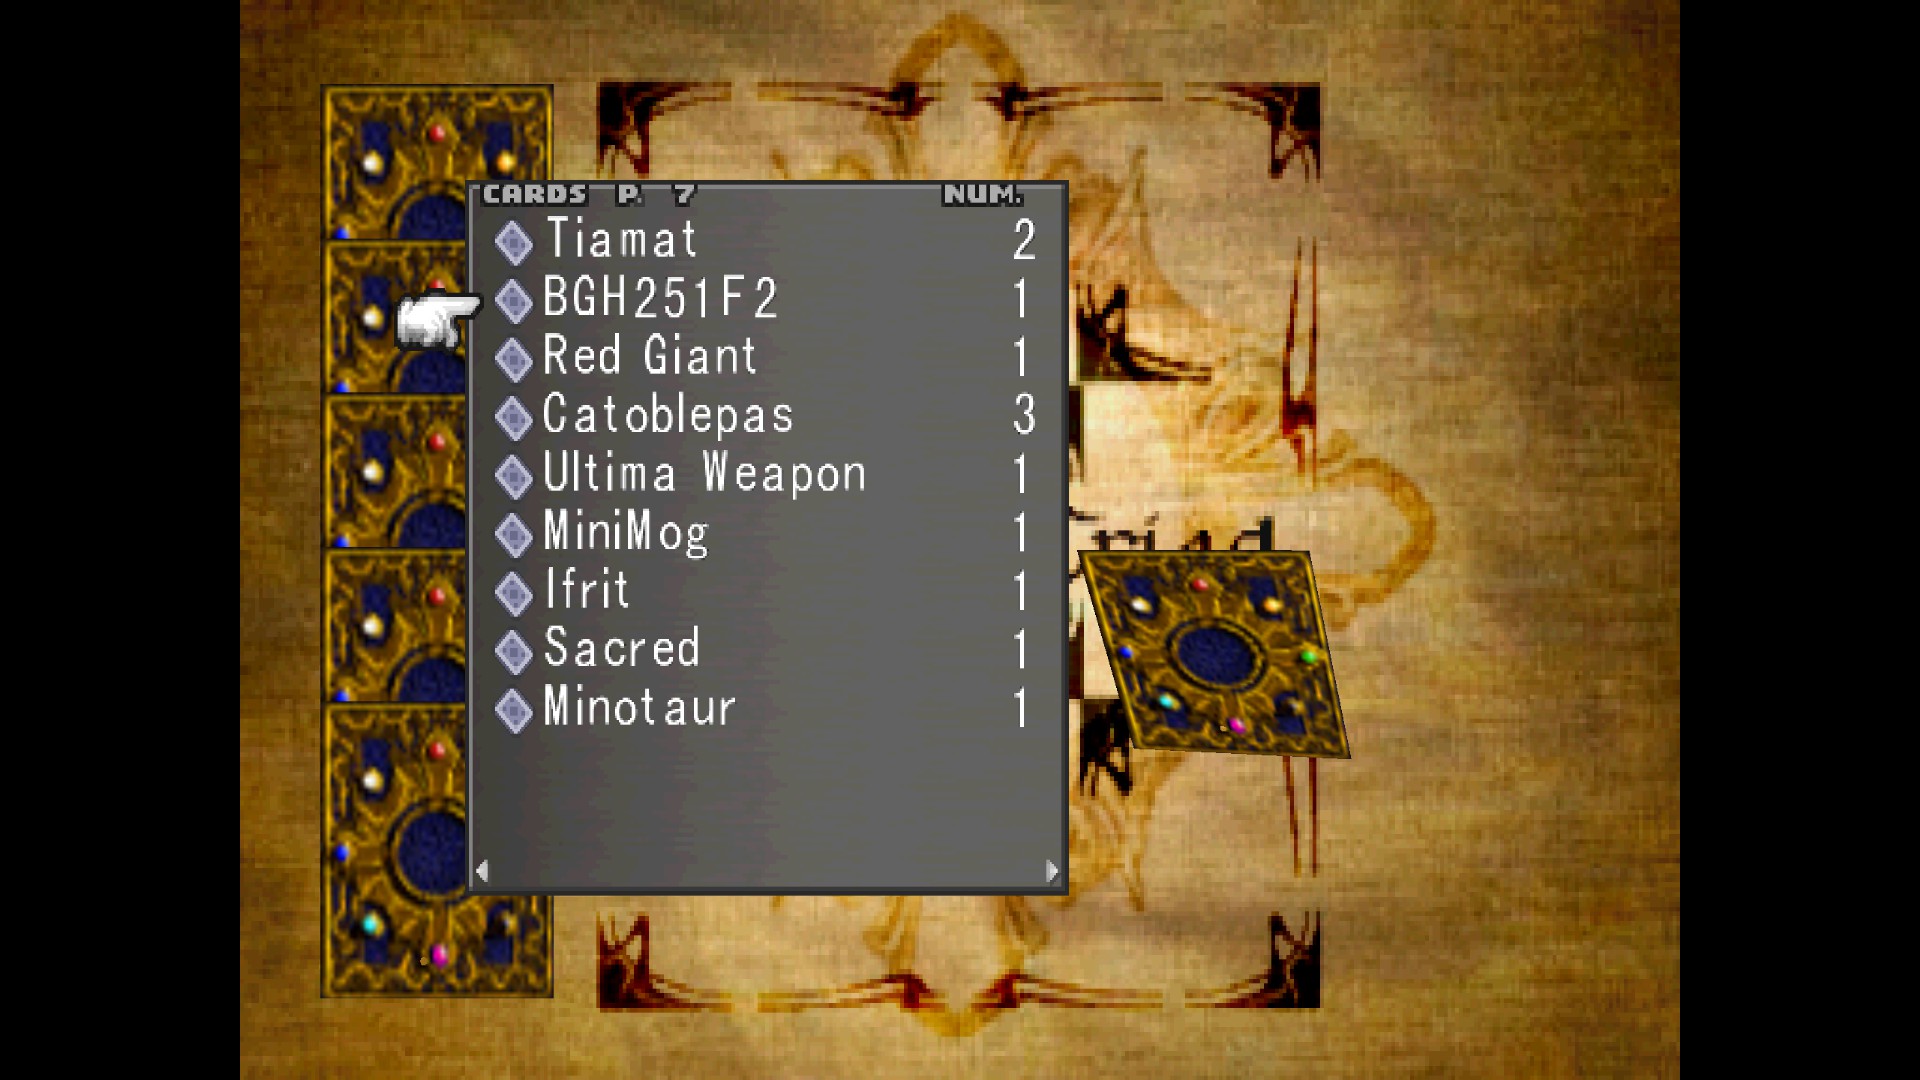 CARDS P. 7 NUM.
Tiamat 2
BGH251F2 1
Red Giant 1
Catoblepas 3
Ultima Weapon 1
MiniMog 1
Ifrit 1
Sacred 1
Minotaur 1